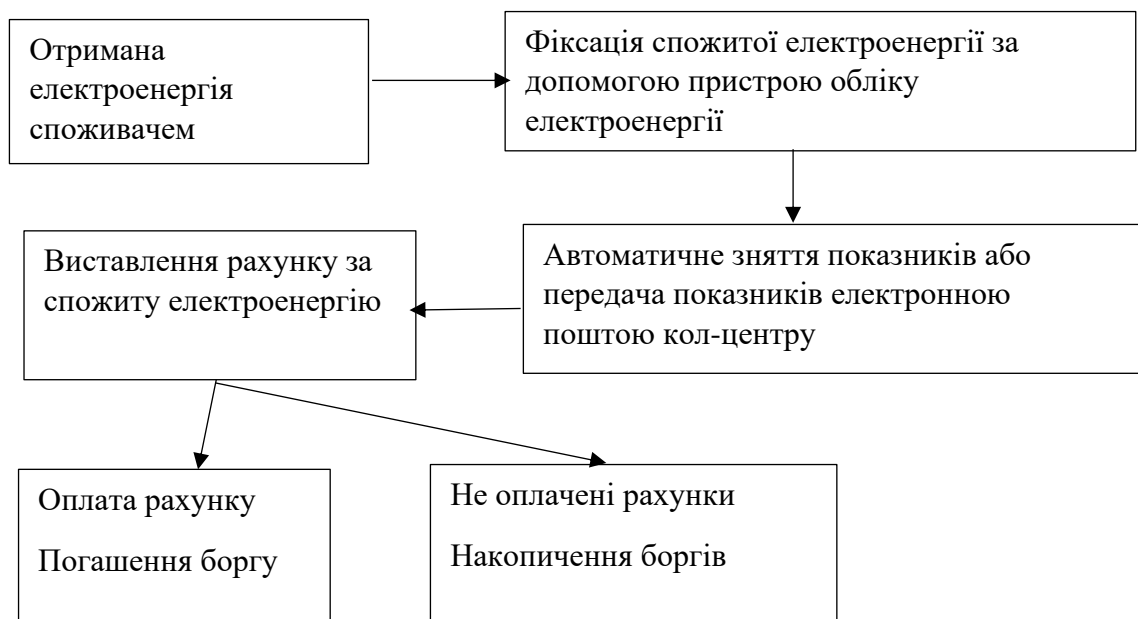 Отримана
електроенергія
споживачем
Фіксація спожитої електроенергії за
допомогою пристрою обліку
електроенергії
Автоматичне зняття показників або
передача показників електронною
поштою кол-центру
Виставлення рахунку за
спожиту електроенергію
Оплата рахунку
Погашення боргу
Не оплачені рахунки
Накопичення боргів